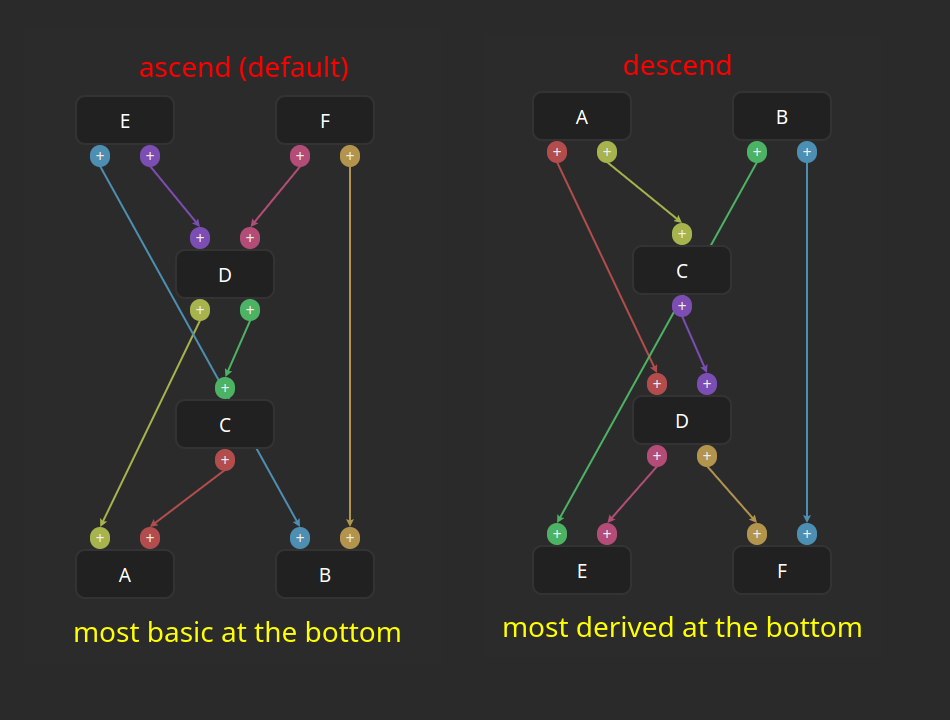 ascend (default)
E
F
+ + + +
+ +
D
+ +
+
C
+
+ + + +
A
B
most basic at the bottom
descend
A
B
+ + + +
+
C
+
+ +
D
+ +
+ + + +
E
F
most derived at the bottom